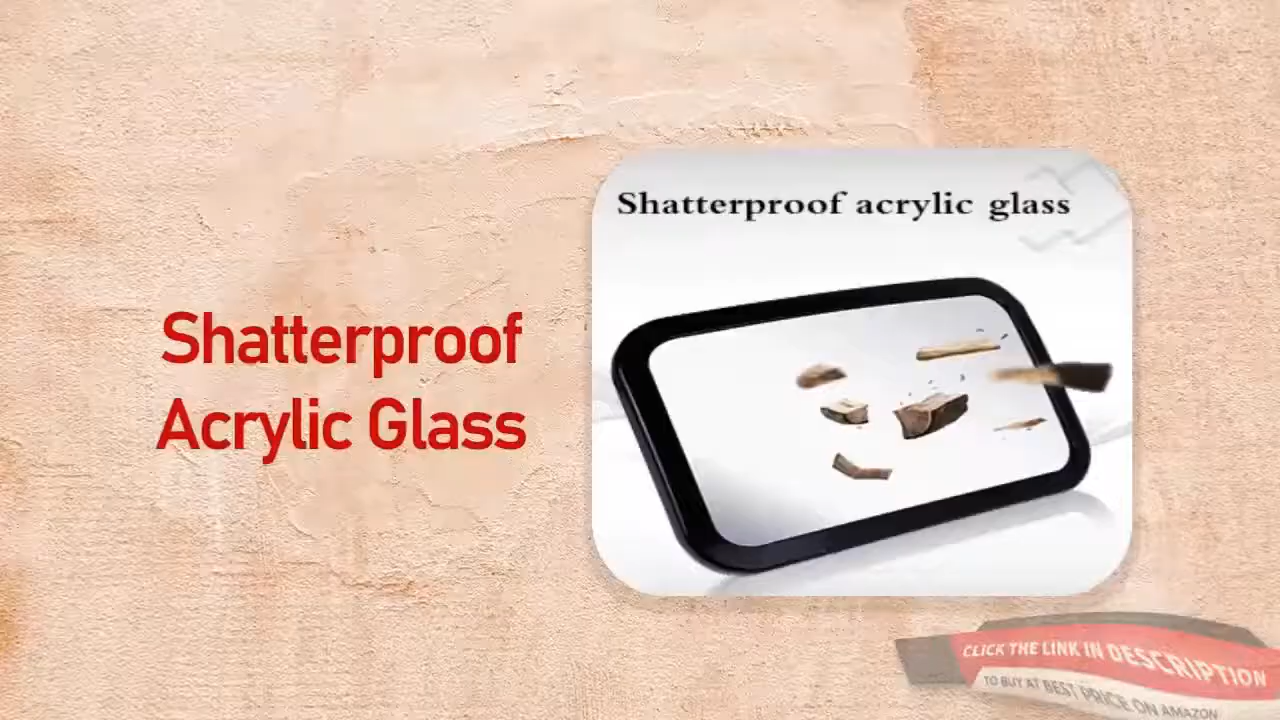 Shatterproof acrylic glass
Shatterproof
Acrylic Glass
CLICK THE LINK IN DESCRIPTION
TO BUY AT BEST PRICE ON AMAZON